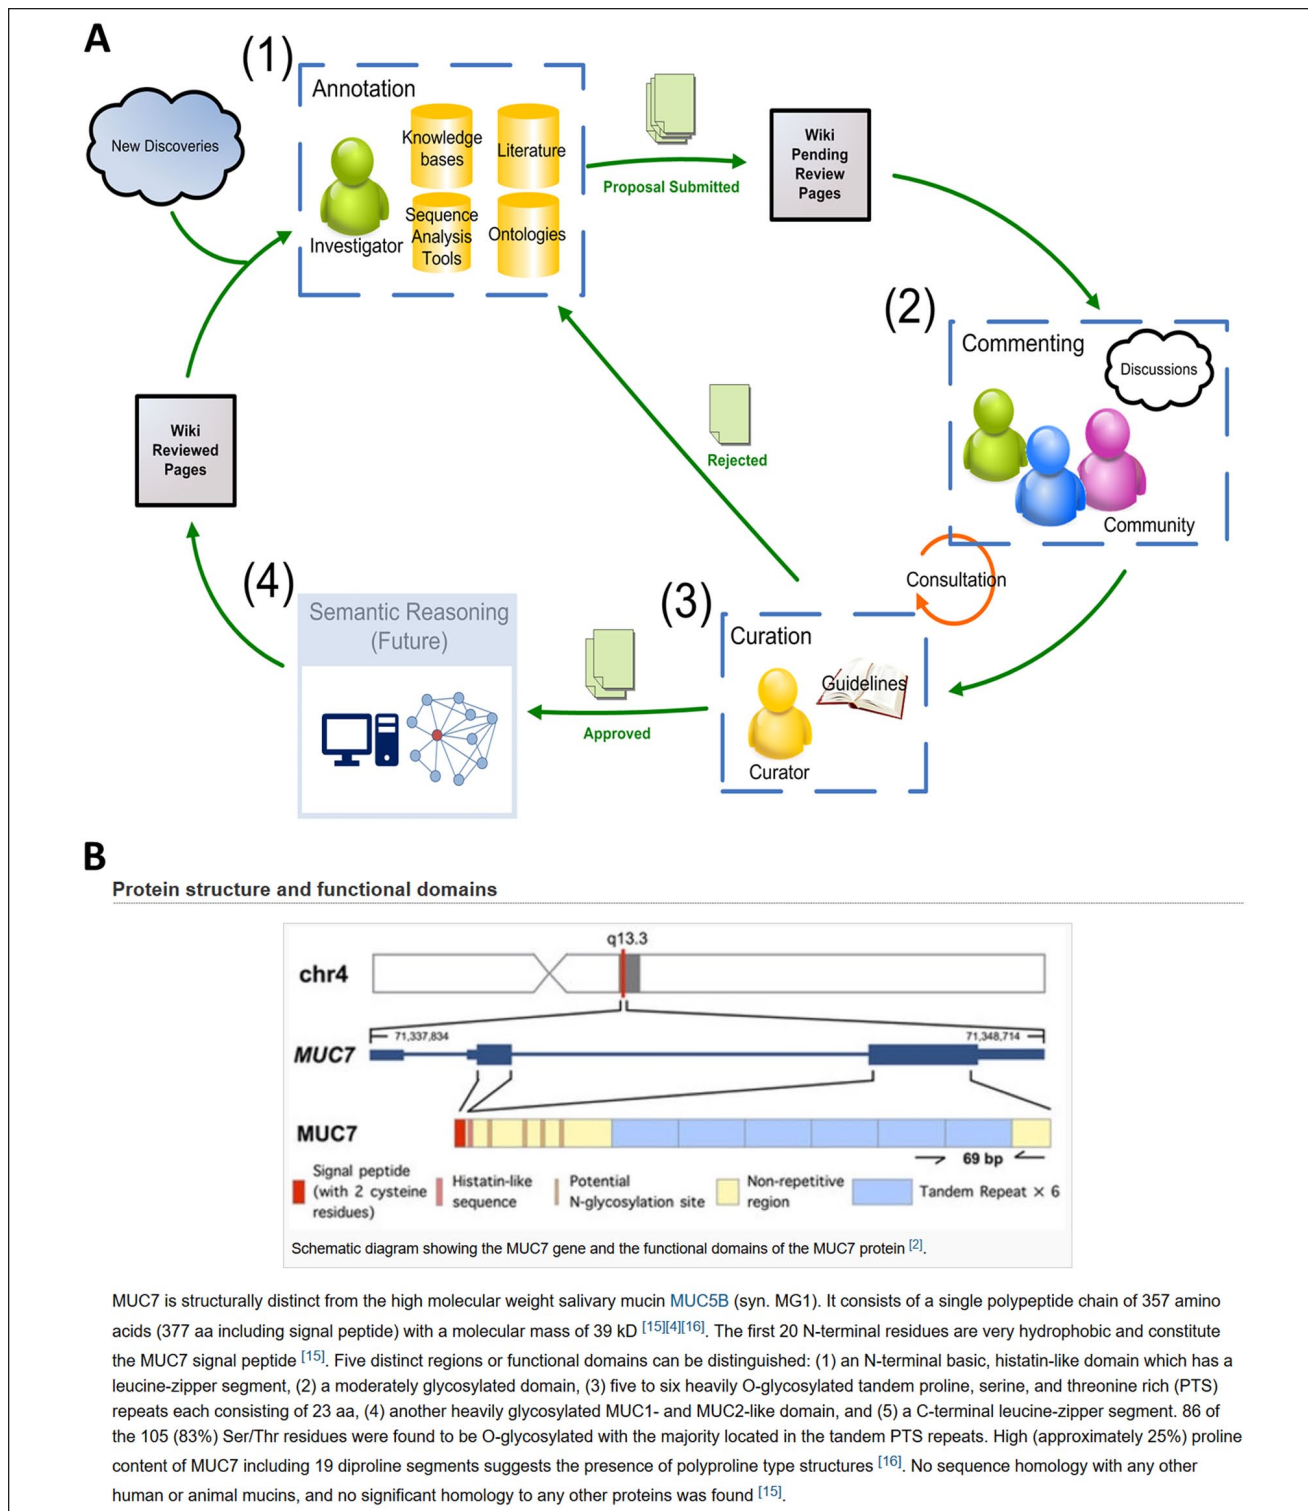 A
(1)
Annotation
New Discoveries
Knowledge
bases
Literature
Sequence
Analysis
Tools
Ontologies
Investigator
Proposal Submitted
Wiki
Pending
Review
Pages
(2)
Commenting
Discussions
Community
Rejected
Wiki
Reviewed
Pages
Consultation
(3)
Curation
Guidelines
Curator
Approved
(4)
Semantic Reasoning
(Future)
B
Protein structure and functional domains
q13.3
chr4
71,337,834
71,348,714
MUC7
MUC7
69 bp
Signal peptide
(with 2 cysteine
residues)
Histatin-like
sequence
Potential
N-glycosylation site
Non-repetitive
region
Tandem Repeat × 6
Schematic diagram showing the MUC7 gene and the functional domains of the MUC7 protein [2].
MUC7 is structurally distinct from the high molecular weight salivary mucin MUC5B (syn. MG1). It consists of a single polypeptide chain of 357 amino
acids (377 aa including signal peptide) with a molecular mass of 39 kD [15][4][16]. The first 20 N-terminal residues are very hydrophobic and constitute
the MUC7 signal peptide [15]. Five distinct regions or functional domains can be distinguished: (1) an N-terminal basic, histatin-like domain which has a
leucine-zipper segment, (2) a moderately glycosylated domain, (3) five to six heavily O-glycosylated tandem proline, serine, and threonine rich (PTS)
repeats each consisting of 23 aa, (4) another heavily glycosylated MUC1- and MUC2-like domain, and (5) a C-terminal leucine-zipper segment. 86 of
the 105 (83%) Ser/Thr residues were found to be O-glycosylated with the majority located in the tandem PTS repeats. High (approximately 25%) proline
content of MUC7 including 19 diproline segments suggests the presence of polyproline type structures [16]. No sequence homology with any other
human or animal mucins, and no significant homology to any other proteins was found [15].